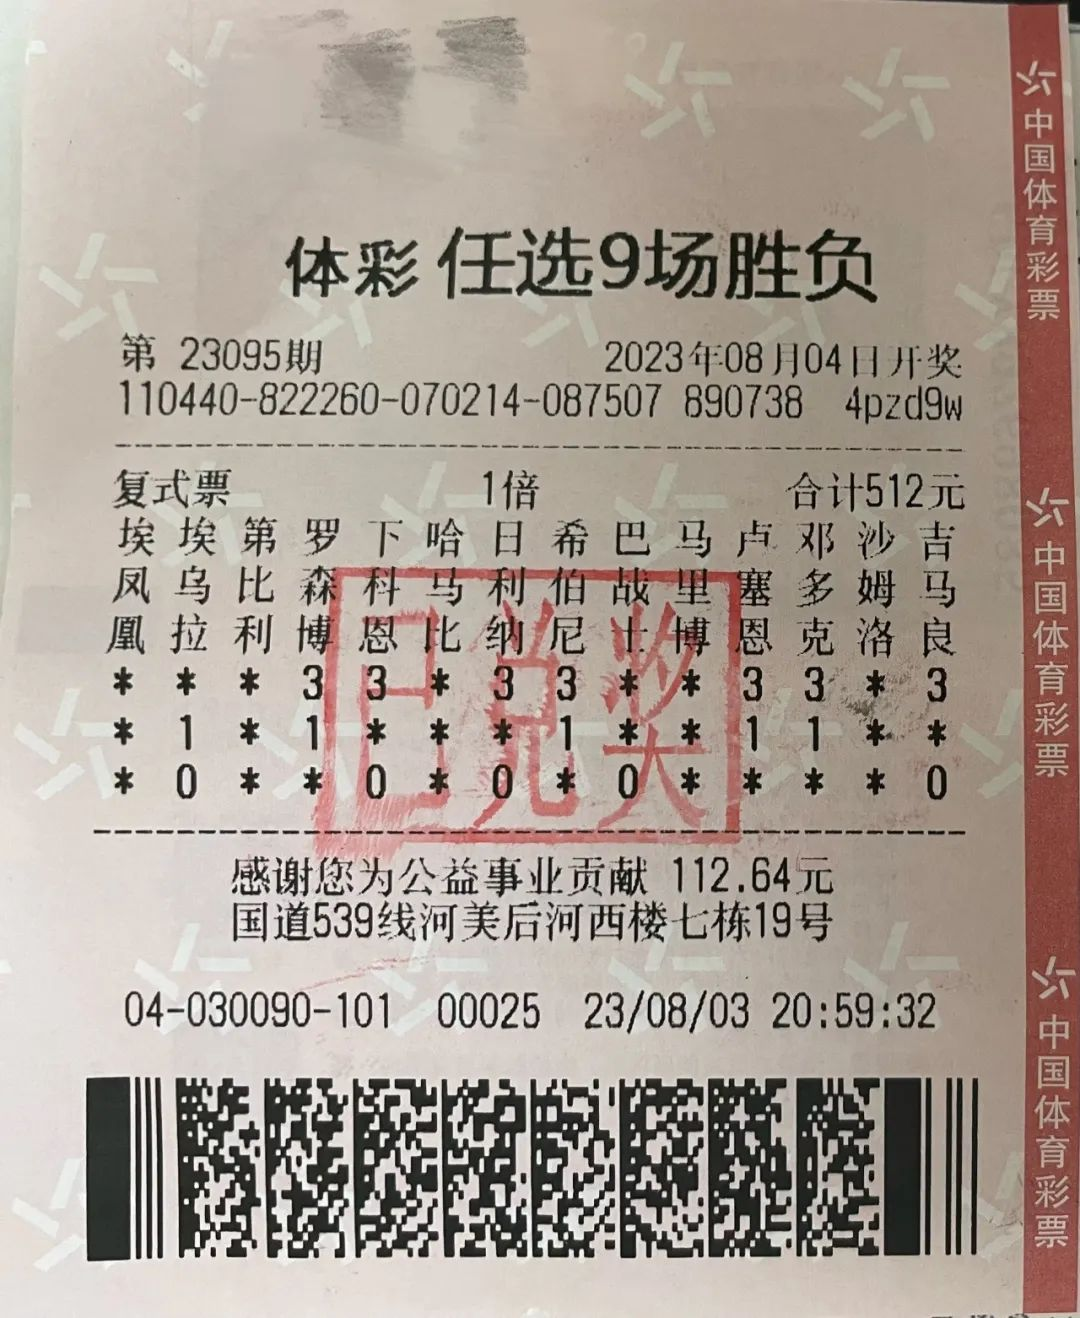 体彩 任选9场胜负
第 23095期 2023年08月04日开奖
110440-822260-070214-087507 890738 4pzd9w
复式票 1倍 合计512元
埃 埃 第 罗 下 哈 日 希 巴 马 卢 邓 沙 吉
凤 乌 比 森 科 马 利 伯 战 里 塞 多 姆 马
凰 拉 利 博 恩 比 纳 尼 士 博 恩 克 洛 良
* * * 3 3 * 3 3 * * 3 3 * 3
* 1 * 1 * * * 1 * * 1 1 * *
* 0 * * 0 * 0 * 0 * * * * 0
已兑奖
感谢您为公益事业贡献 112.64元
国道539线河美后河西楼七栋19号
04-030090-101 00025 23/08/03 20:59:32
中国体育彩票
中国体育彩票
中国体育彩票